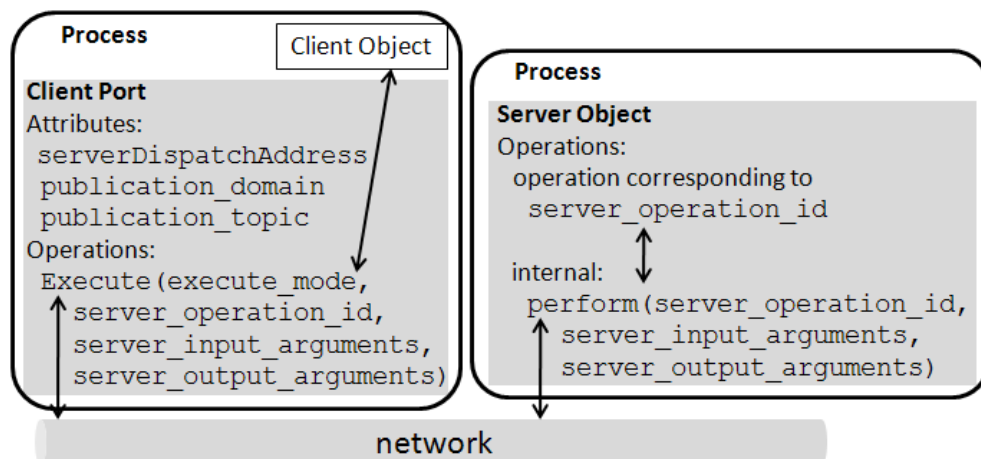 Process
Client Object
Client Port
Attributes:
serverDispatchAddress
publication_domain
publication_topic
Operations:
Execute(execute_mode,
server_operation_id,
server_input_arguments,
server_output_arguments)
Process
Server Object
Operations:
operation corresponding to
server_operation_id
internal:
perform(server_operation_id,
server_input_arguments,
server_output_arguments)
network